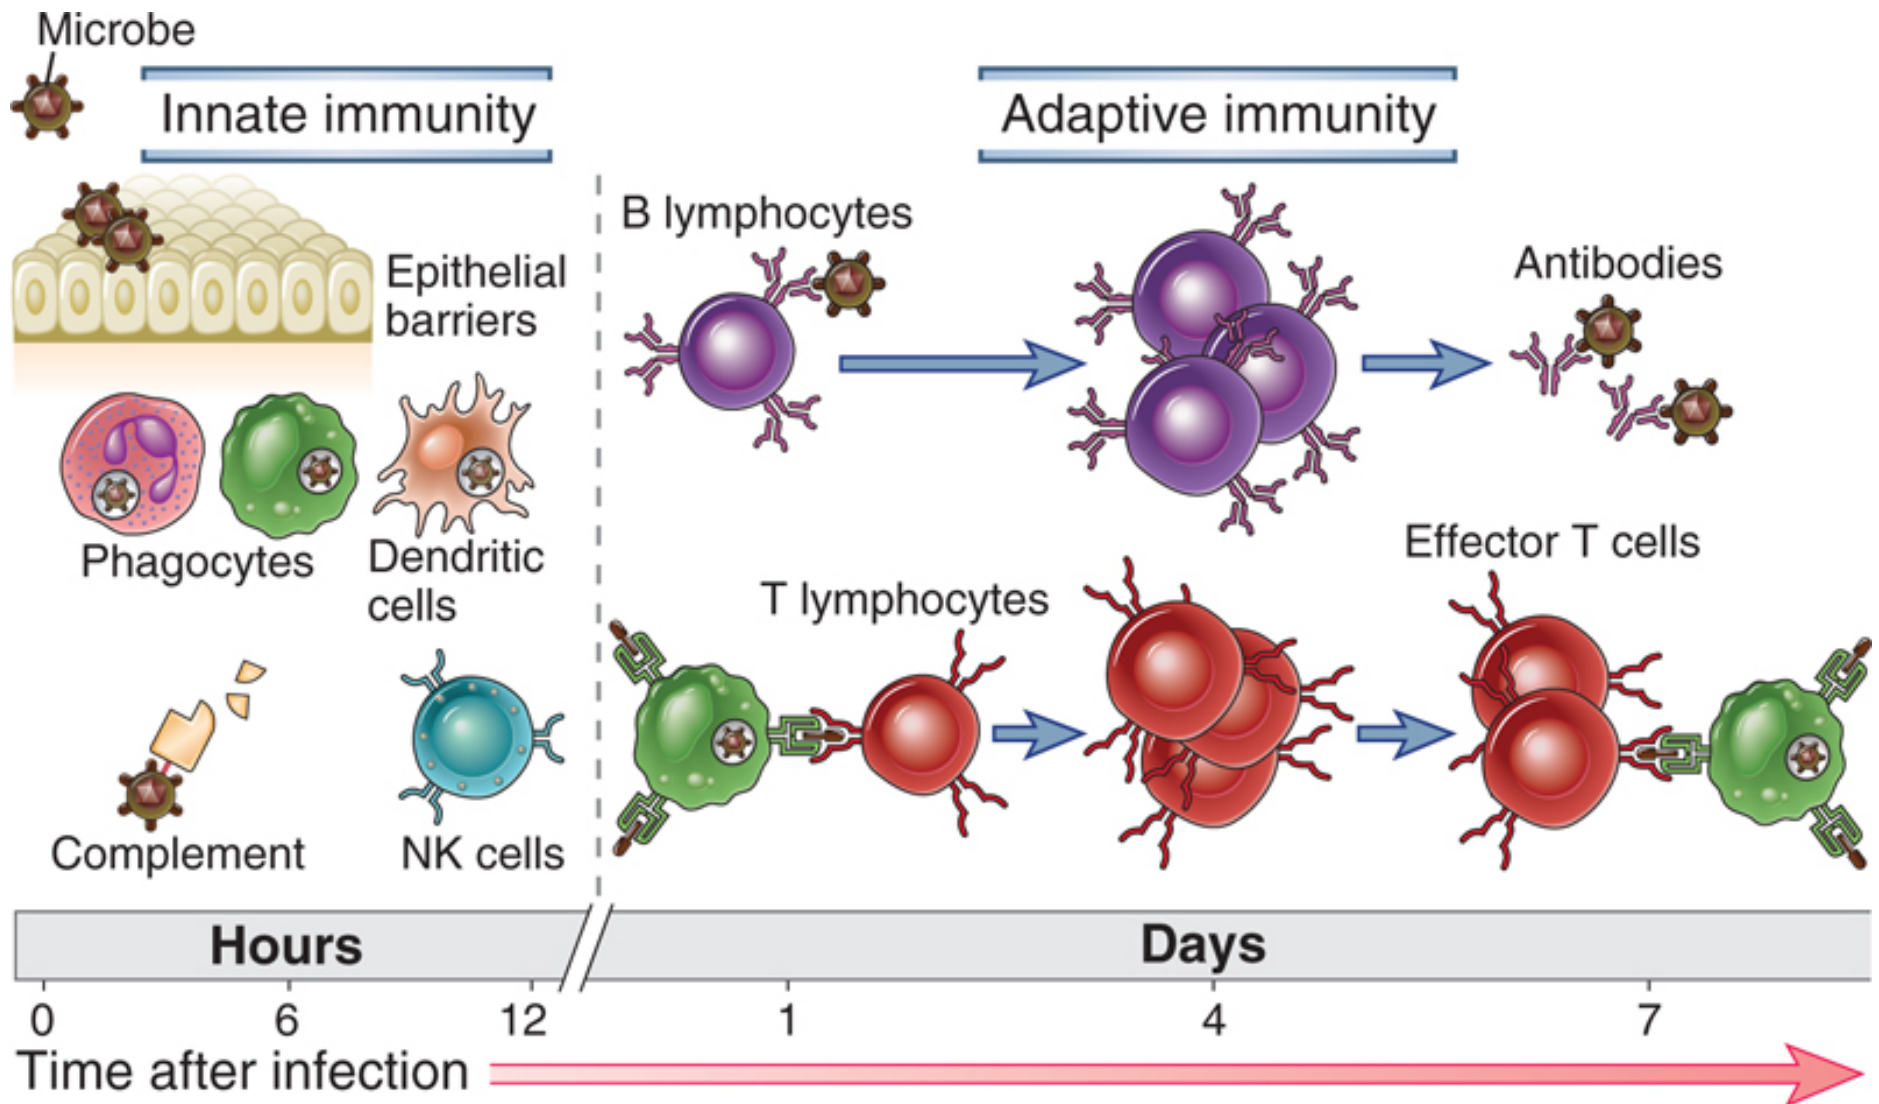 Microbe
Innate immunity
Adaptive immunity
Epithelial
barriers
Phagocytes
Dendritic
cells
Complement
NK cells
B lymphocytes
Antibodies
T lymphocytes
Effector T cells
Hours
Days
0 6 12 1 4 7
Time after infection